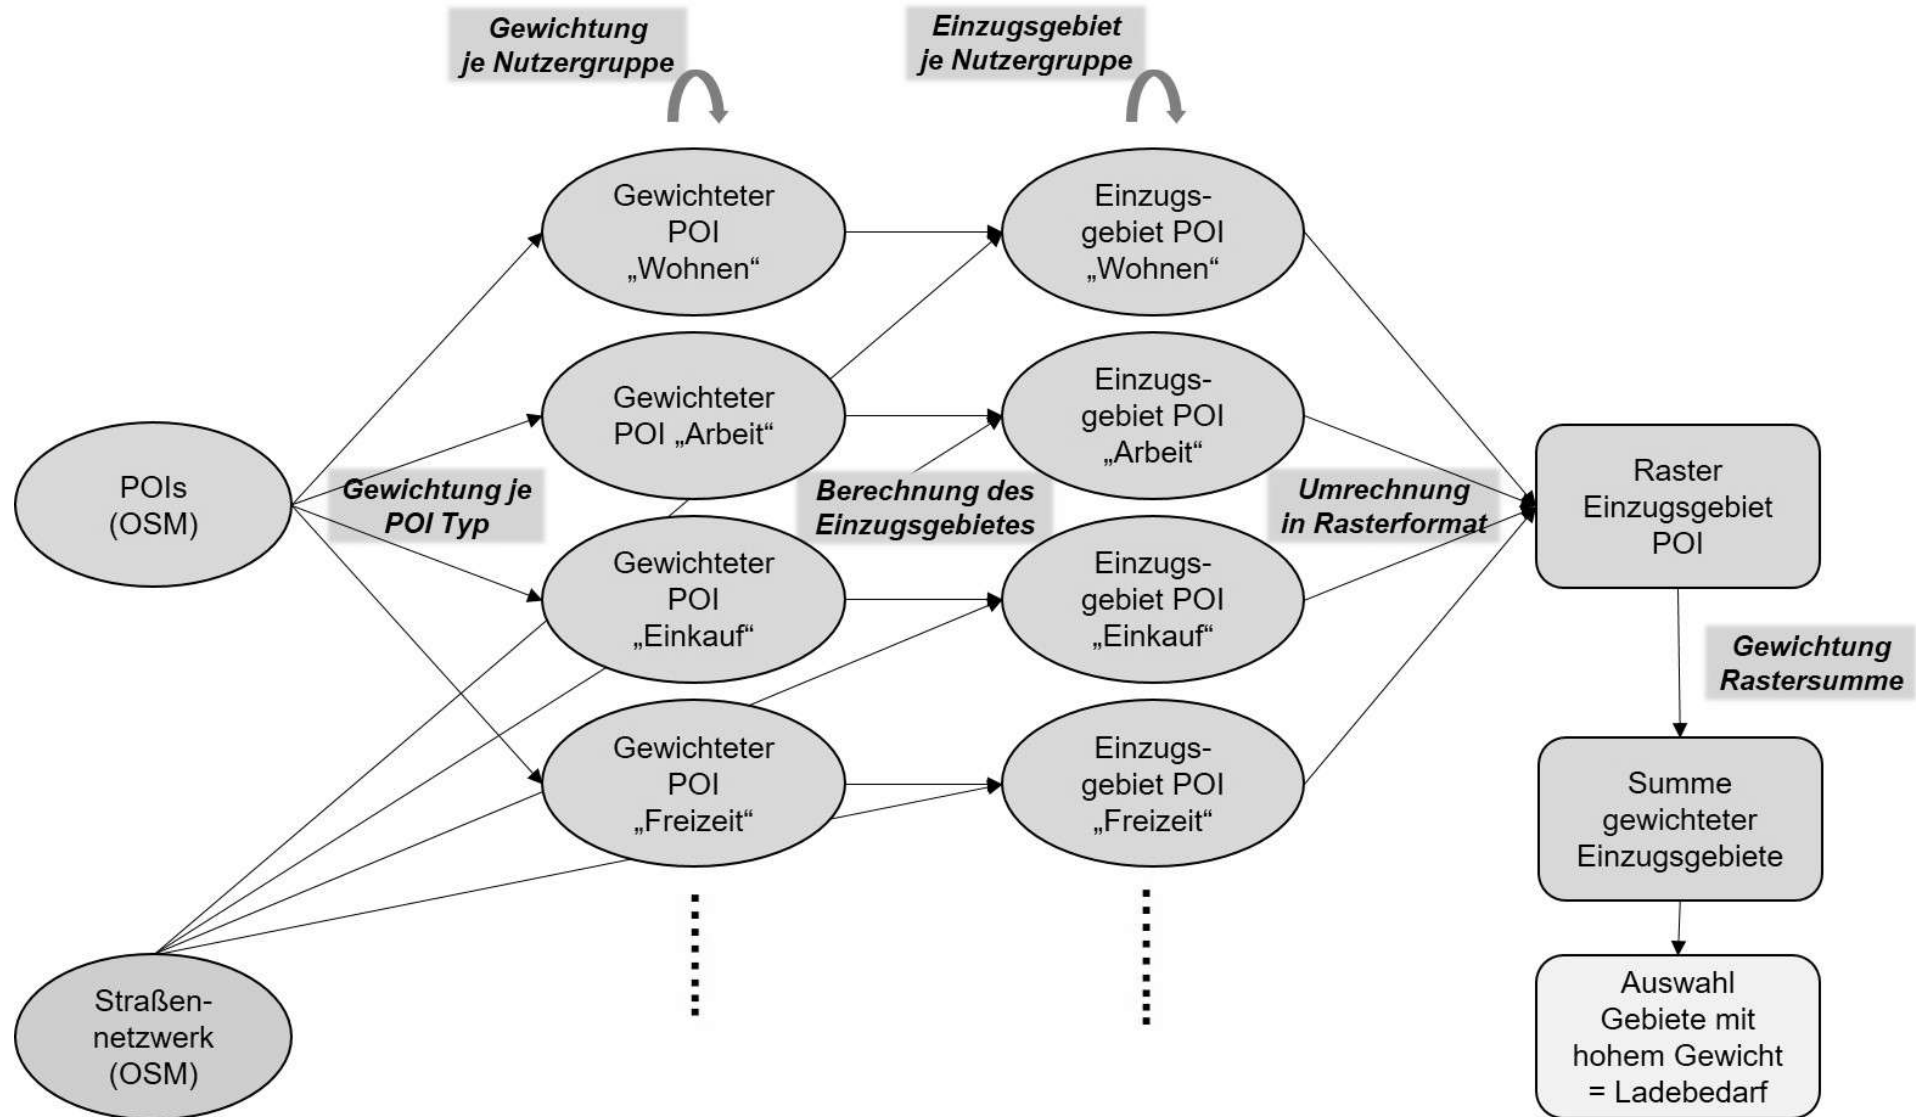 Gewichtung
je Nutzergruppe
Einzugsgebiet
je Nutzergruppe
Gewichteter
POI
„Wohnen“
Einzugs-
gebiet POI
„Wohnen“
Gewichteter
POI „Arbeit“
Einzugs-
gebiet POI
„Arbeit“
POIs
(OSM)
Gewichtung je
POI Typ
Berechnung des
Einzugsgebietes
Umrechnung
in Rasterformat
Raster
Einzugsgebiet
POI
Gewichteter
POI
„Einkauf“
Einzugs-
gebiet POI
„Einkauf“
Gewichtung
Rastersumme
Gewichteter
POI
„Freizeit“
Einzugs-
gebiet POI
„Freizeit“
Summe
gewichteter
Einzugsgebiete
Straßen-
netzwerk
(OSM)
Auswahl
Gebiete mit
hohem Gewicht
= Ladebedarf